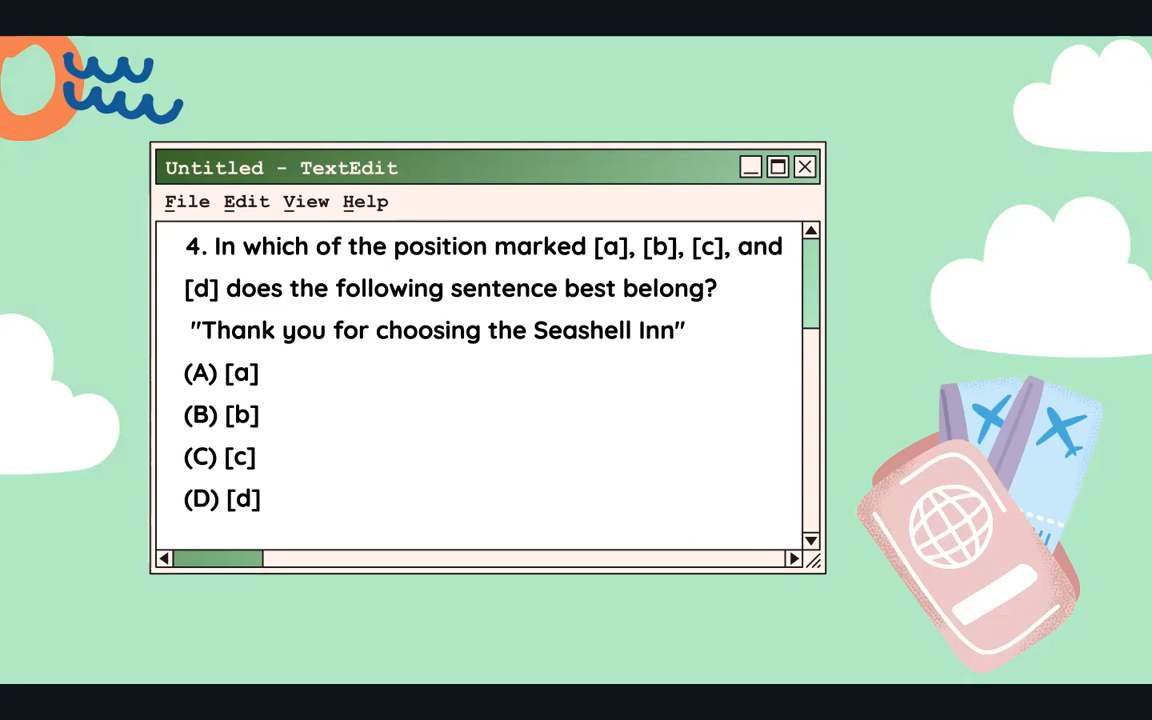 Untitled - TextEdit
File Edit View Help
4. In which of the position marked [a], [b], [c], and
[d] does the following sentence best belong?
"Thank you for choosing the Seashell Inn"
(A) [a]
(B) [b]
(C) [c]
(D) [d]